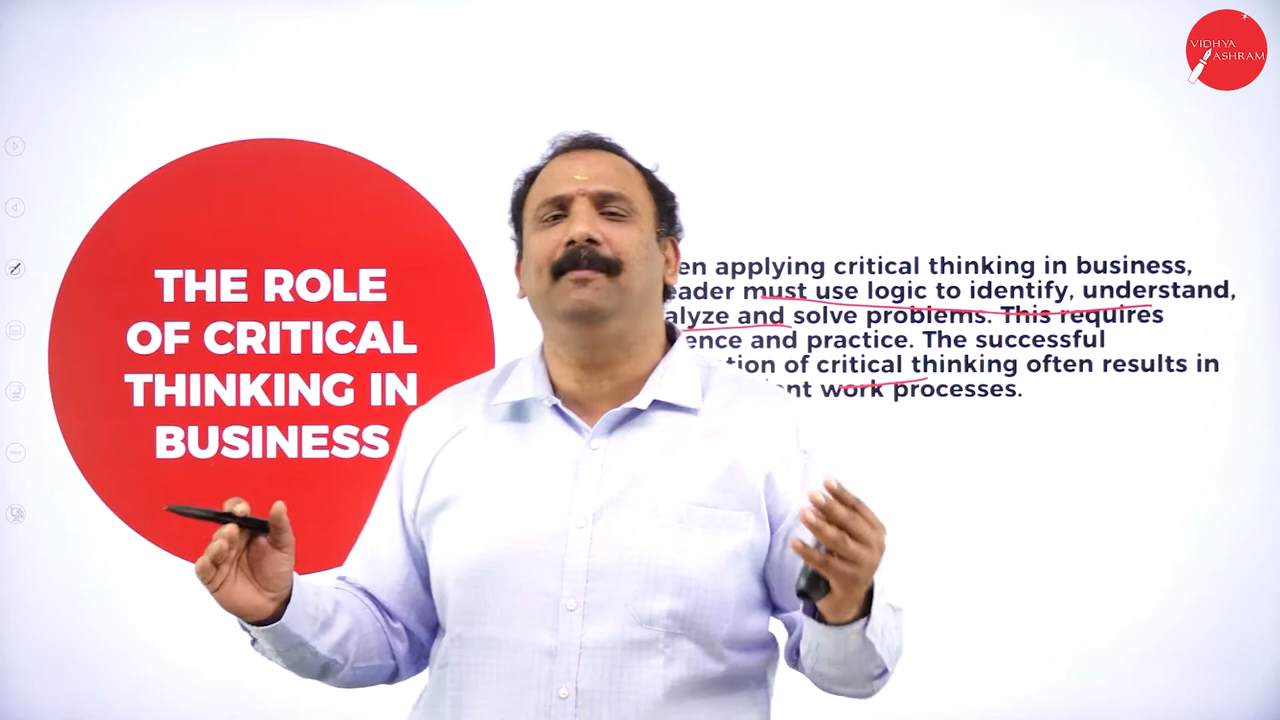 VIDHYA
ASHRAM
THE ROLE
OF CRITICAL
THINKING IN
BUSINESS
applying critical thinking in business,
must use logic to identify, understand,
and solve problems. This requires
and practice. The successful
of critical thinking often results in
work processes.